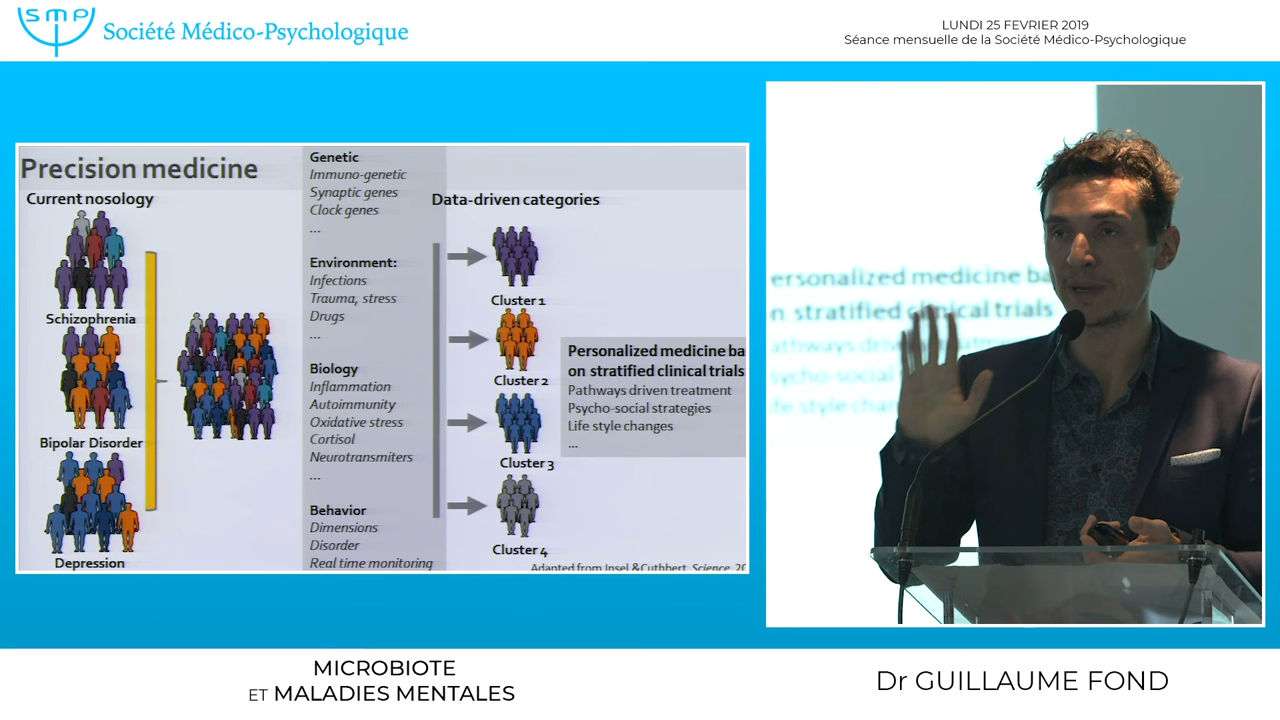 SMP
Société Médico-Psychologique
LUNDI 25 FEVRIER 2019
Séance mensuelle de la Société Médico-Psychologique
Precision medicine
Current nosology
Schizophrenia
Bipolar Disorder
Depression
Genetic
Immuno-genetic
Synaptic genes
Clock genes
...
Environment:
Infections
Trauma, stress
Drugs
...
Biology
Inflammation
Autoimmunity
Oxidative stress
Cortisol
Neurotransmiters
...
Behavior
Dimensions
Disorder
Real time monitoring
Data-driven categories
Cluster 1
Cluster 2
Cluster 3
Cluster 4
Personalized medicine ba
on stratified clinical trials
Pathways driven treatment
Psycho-social strategies
Life style changes
...
Adapted from Insel & Cuthbert, Science, 20
ersonalized medicine ba
n stratified clinical trials
athways driv
sycho-social
ife style chan
MICROBIOTE
ET MALADIES MENTALES
Dr GUILLAUME FOND